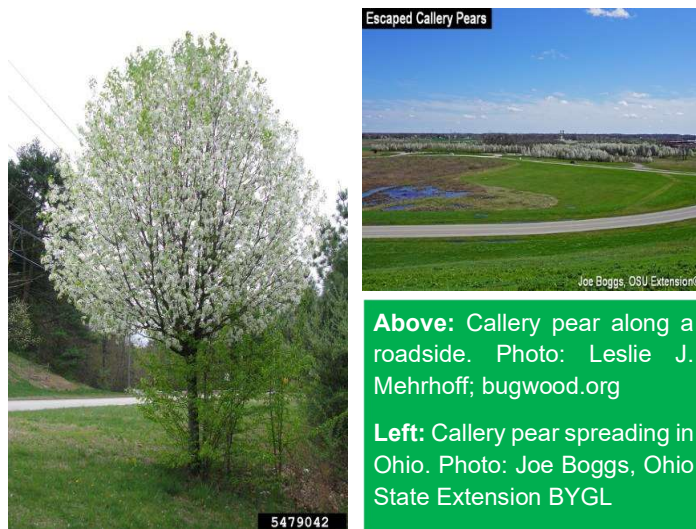 Escaped Callery Pears
Joe Boggs, OSU Extension©
5479042
Above: Callery pear along a
roadside. Photo: Leslie J.
Mehrhoff; bugwood.org
Left: Callery pear spreading in
Ohio. Photo: Joe Boggs, Ohio
State Extension BYGL